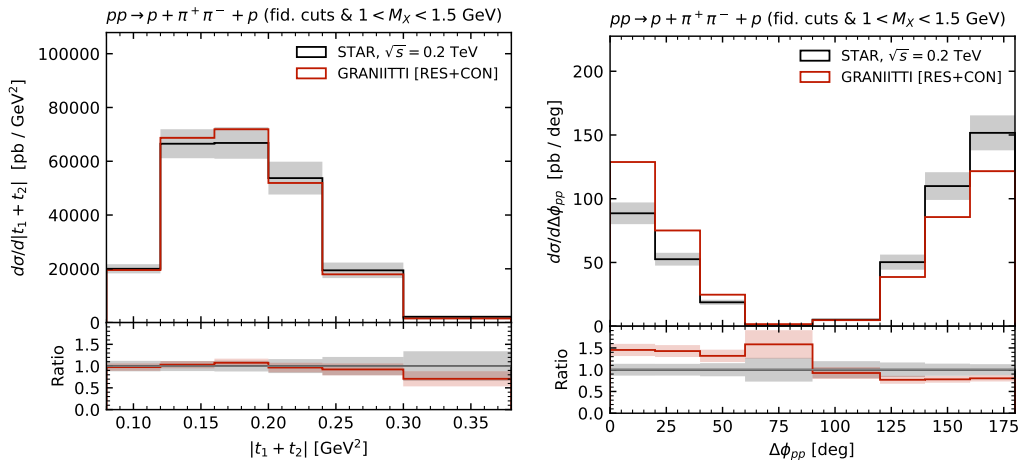 pp → p + π⁺π⁻ + p (fid. cuts & 1 < M_X < 1.5 GeV)
STAR, √s = 0.2 TeV
GRANIITTI [RES+CON]
dσ/d|t₁ + t₂| [pb / GeV²]
100000
80000
60000
40000
20000
0
Ratio
1.5
1.0
0.5
0.0
0.10 0.15 0.20 0.25 0.30 0.35
|t₁ + t₂| [GeV²]
pp → p + π⁺π⁻ + p (fid. cuts & 1 < M_X < 1.5 GeV)
STAR, √s = 0.2 TeV
GRANIITTI [RES+CON]
dσ/dΔϕ_pp [pb / deg]
200
150
100
50
0
Ratio
1.5
1.0
0.5
0.0
0 25 50 75 100 125 150 175
Δϕ_pp [deg]